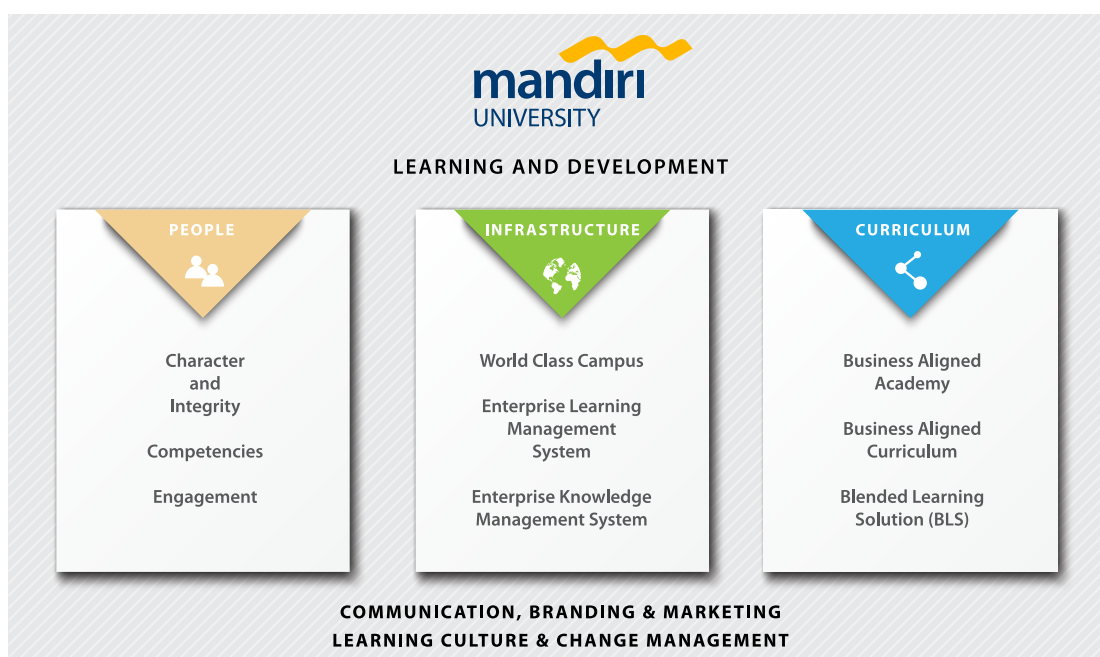 mandiri
UNIVERSITY
LEARNING AND DEVELOPMENT
PEOPLE
Character
and
Integrity
Competencies
Engagement
INFRASTRUCTURE
World Class Campus
Enterprise Learning
Management
System
Enterprise Knowledge
Management System
CURRICULUM
Business Aligned
Academy
Business Aligned
Curriculum
Blended Learning
Solution (BLS)
COMMUNICATION, BRANDING & MARKETING
LEARNING CULTURE & CHANGE MANAGEMENT